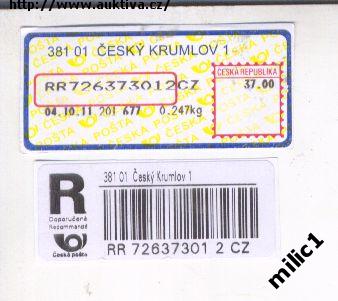 http://www.auktiva.cz/
381 01 ČESKÝ KRUMLOV 1
ČESKÁ REPUBLIKA
RR726373012CZ
37.00
04.10.11 201 677 0.247kg
381 01 Český Krumlov 1
R
Doporučeně
Recommandé
Česká pošta
RR 72637301 2 CZ
milic1